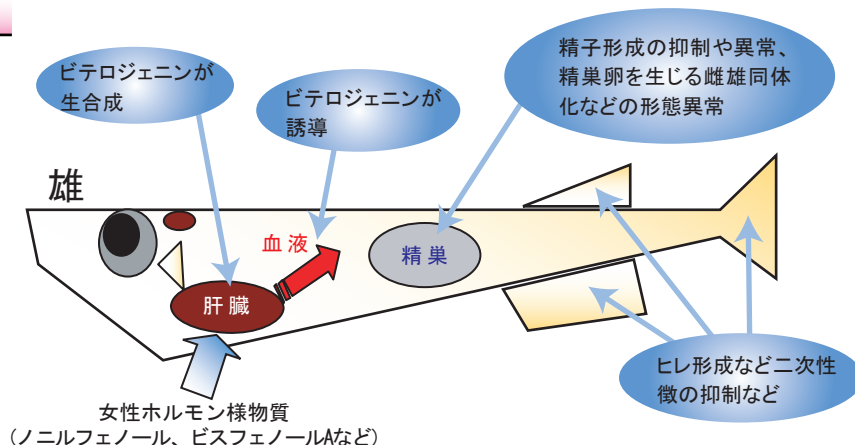 ビテロジェニンが
生合成
ビテロジェニンが
誘導
精子形成の抑制や異常、
精巣卵を生じる雌雄同体
化などの形態異常
雄
血液
精巣
肝臓
ヒレ形成など二次性
徴の抑制など
女性ホルモン様物質
（ノニルフェノール、ビスフェノールAなど）